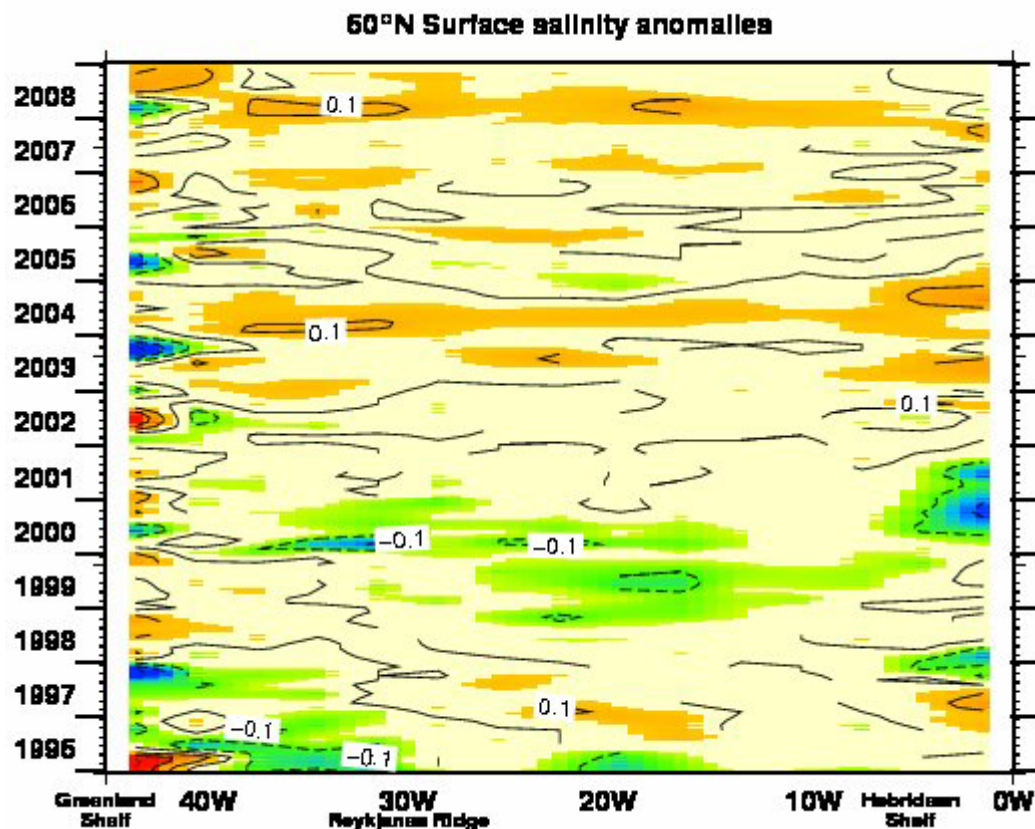 60°N Surface salinity anomalies
2008
2007
2006
2005
2004
2003
2002
2001
2000
1999
1998
1997
1996
0.1
0.1
0.1
-0.1
-0.1
0.1
-0.1
-0.1
Greenland
Shelf
40W
30W
Reykjanes Ridge
20W
10W
Hebridean
Shelf
0W